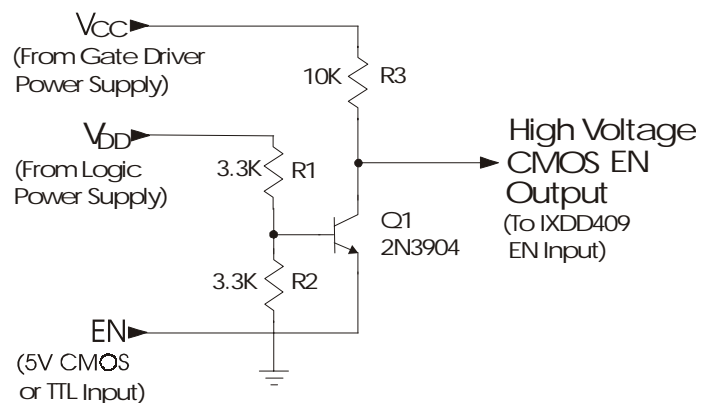 VCC
(From Gate Driver
Power Supply)
10K
R3
VDD
(From Logic
Power Supply)
3.3K
R1
High Voltage
CMOS EN
Output
(To IXDD409
EN Input)
Q1
2N3904
3.3K
R2
EN
(5V CMOS
or TTL Input)